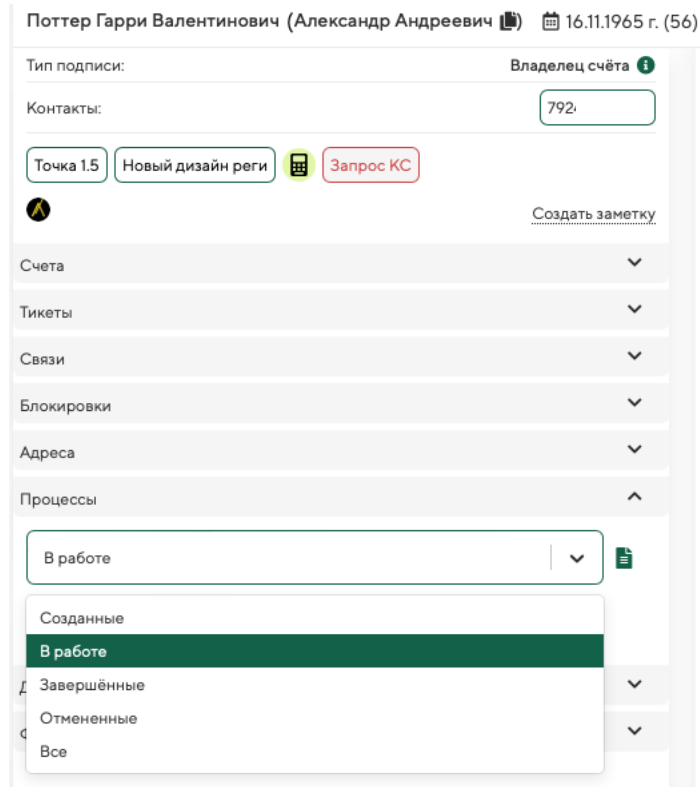 Поттер Гарри Валентинович (Александр Андреевич) 16.11.1965 г. (56)
Тип подписи: Владелец счёта
Контакты: 792
Точка 1.5 Новый дизайн реги Запрос КС
Создать заметку
Счета
Тикеты
Связи
Блокировки
Адреса
Процессы
В работе
Созданные
В работе
Завершённые
Отмененные
Все